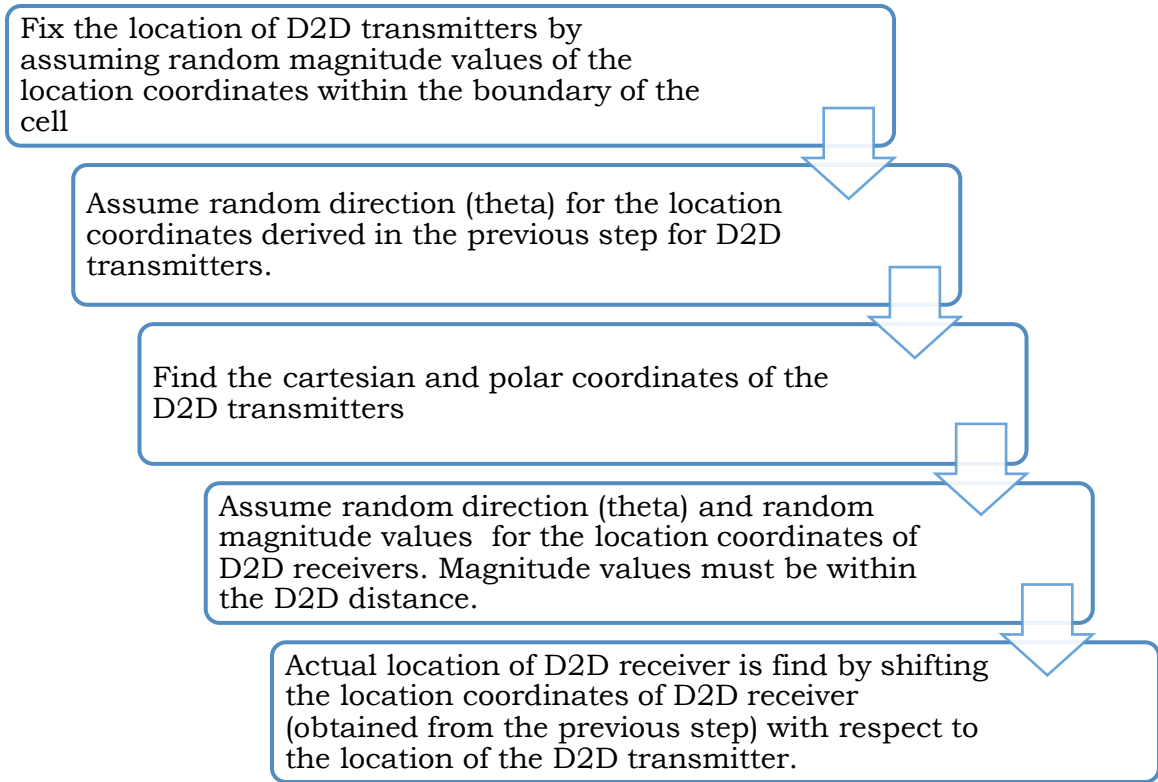 Fix the location of D2D transmitters by
assuming random magnitude values of the
location coordinates within the boundary of the
cell
Assume random direction (theta) for the location
coordinates derived in the previous step for D2D
transmitters.
Find the cartesian and polar coordinates of the
D2D transmitters
Assume random direction (theta) and random
magnitude values  for the location coordinates of
D2D receivers. Magnitude values must be within
the D2D distance.
Actual location of D2D receiver is find by shifting
the location coordinates of D2D receiver
(obtained from the previous step) with respect to
the location of the D2D transmitter.